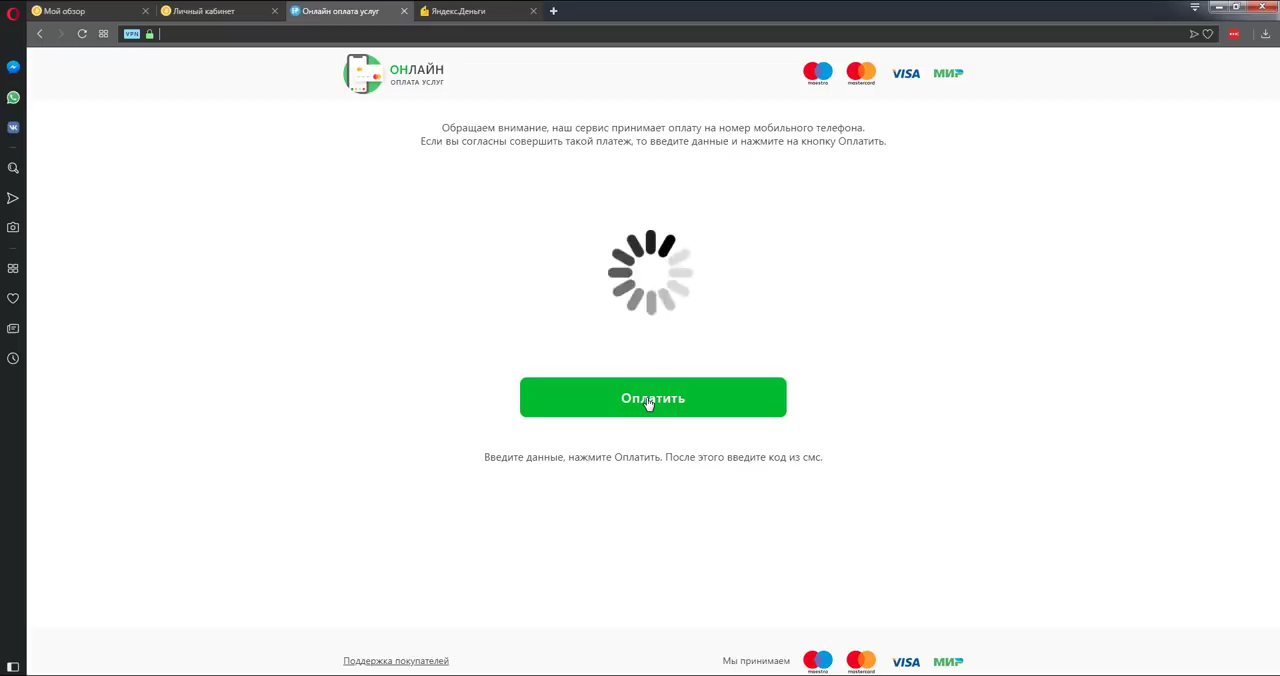 Мой обзор
Личный кабинет
Онлайн оплата услуг
Яндекс.Деньги
VPN
ОНЛАЙН
ОПЛАТА УСЛУГ
maestro
mastercard
VISA
МИР
Обращаем внимание, наш сервис принимает оплату на номер мобильного телефона.
Если вы согласны совершить такой платеж, то введите данные и нажмите на кнопку Оплатить.
Оплатить
Введите данные, нажмите Оплатить. После этого введите код из смс.
Поддержка покупателей
Мы принимаем
maestro
mastercard
VISA
МИР